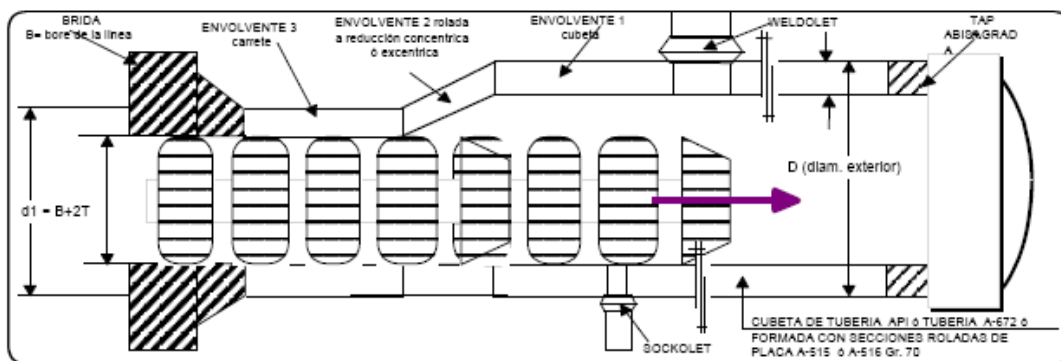 BRIDA
B= bore de la linea
ENVOLVENTE 3
carrete
ENVOLVENTE 2 rolada
a reducción concentrica
ó excentrica
ENVOLVENTE 1
cubeta
WELDOLET
TAP
ABISAGRAD
A
d1 = B+2T
D (diam. exterior)
SOCKOLET
CUBETA DE TUBERIA API ó TUBERIA A-672 ó
FORMADA CON SECCIONES ROLADAS DE
PLACA A-515 ó A-516 Gr. 70